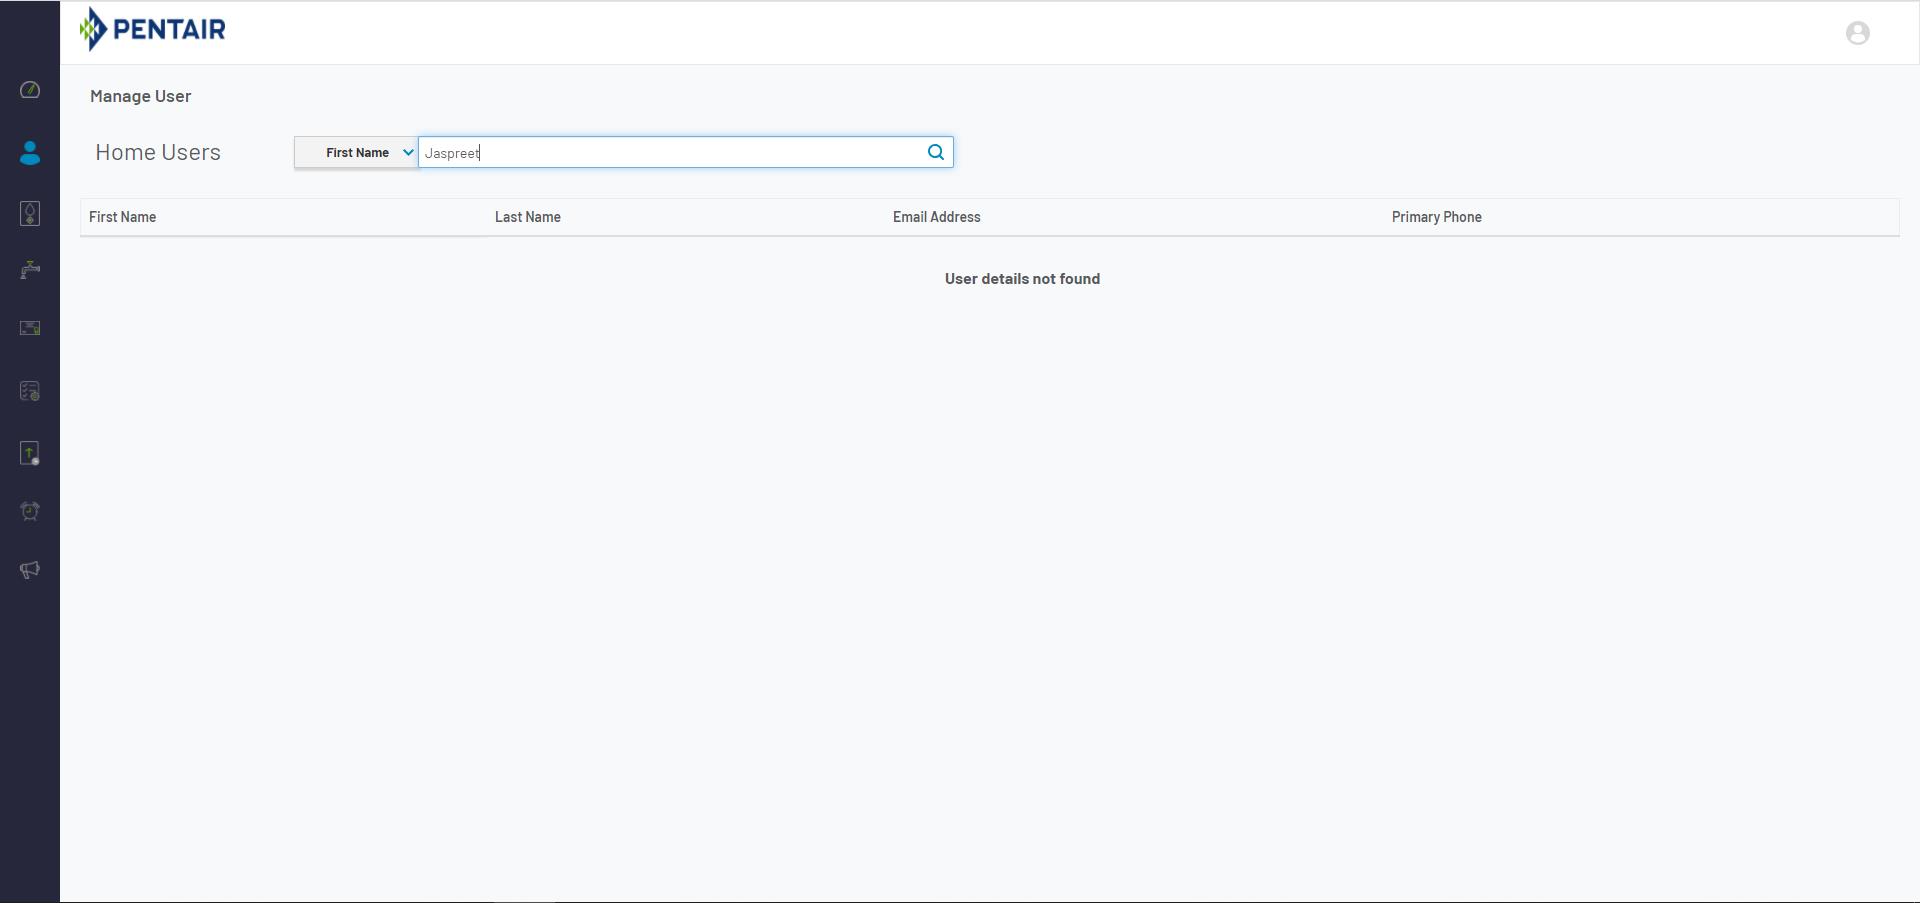 PENTAIR
Manage User
Home Users
First Name
Jaspreet
First Name Last Name Email Address Primary Phone
User details not found